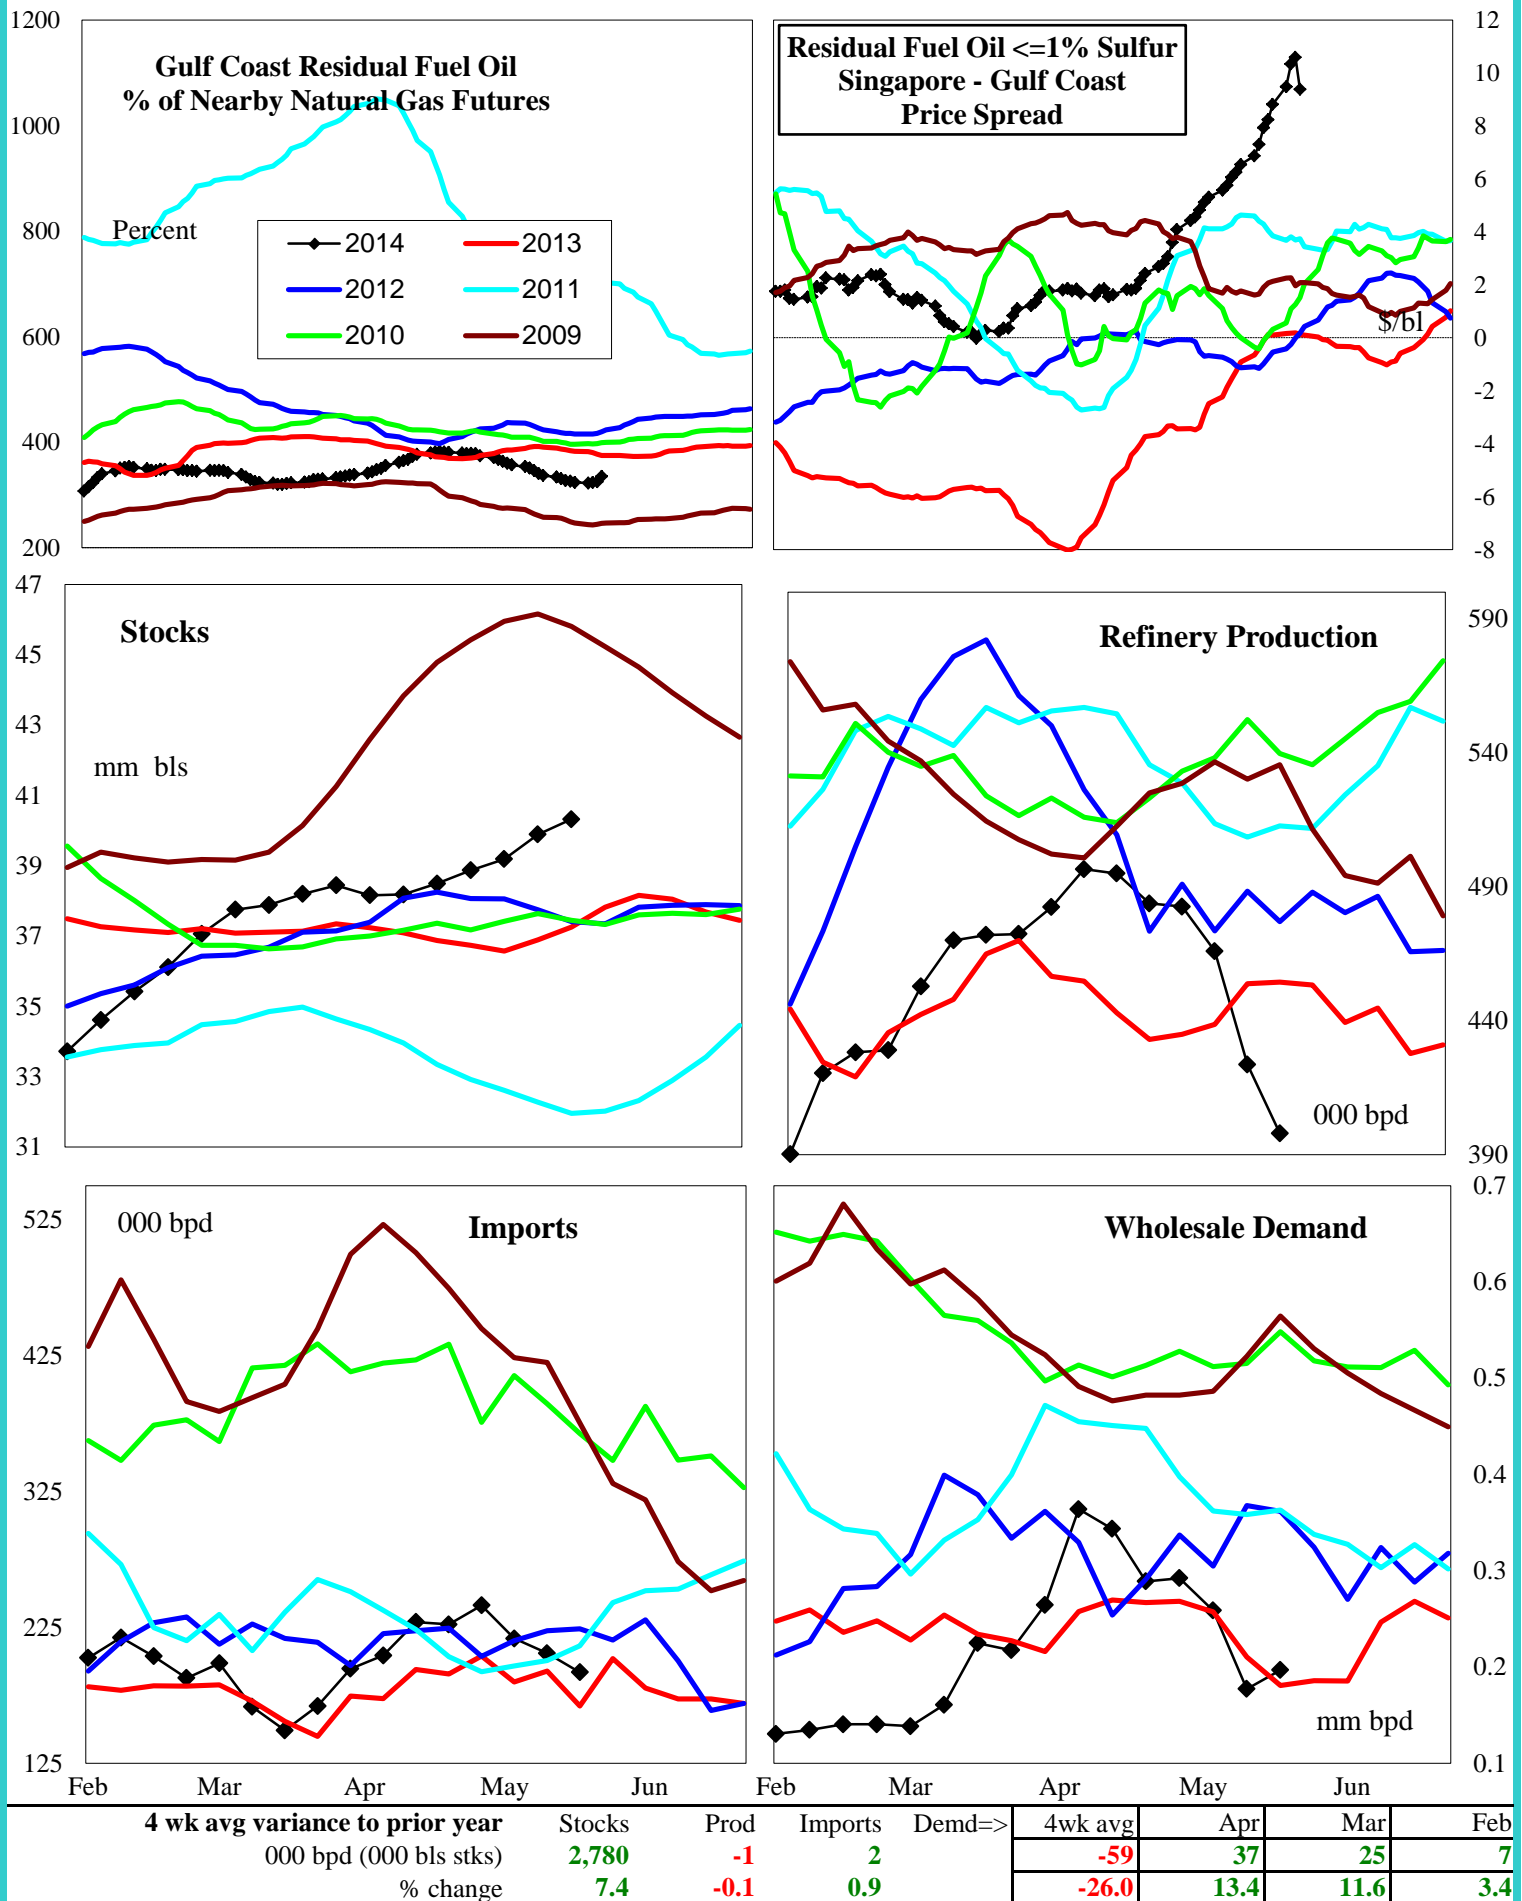 Gulf Coast Residual Fuel Oil
% of Nearby Natural Gas Futures
1200
1000
800
600
400
200
Percent
2014 2013
2012 2011
2010 2009
Residual Fuel Oil <=1% Sulfur
Singapore - Gulf Coast
Price Spread
12
10
8
6
4
2
0
-2
-4
-6
-8
$/bl
Stocks
mm bls
47
45
43
41
39
37
35
33
31
Refinery Production
590
540
490
440
390
000 bpd
Imports
000 bpd
525
425
325
225
125
Feb Mar Apr May Jun
Wholesale Demand
0.7
0.6
0.5
0.4
0.3
0.2
0.1
mm bpd
Feb Mar Apr May Jun
4 wk avg variance to prior year Stocks Prod Imports Demd=> 4wk avg Apr Mar Feb
000 bpd (000 bls stks) 2,780 -1 2 -59 37 25 7
% change 7.4 -0.1 0.9 -26.0 13.4 11.6 3.4